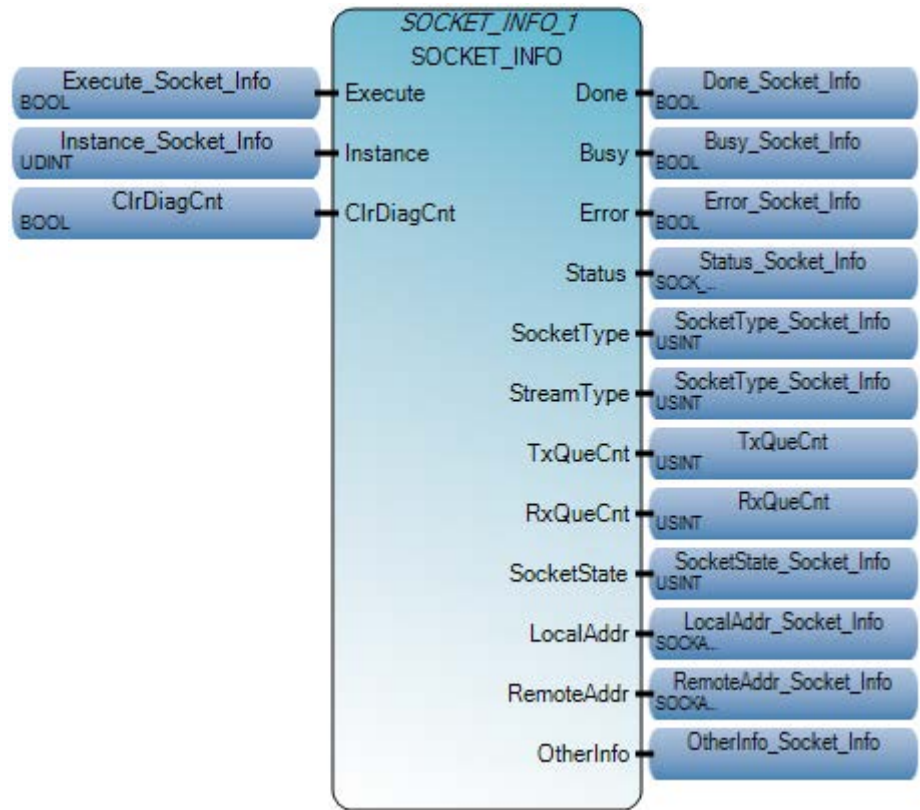 SOCKET_INFO_1
SOCKET_INFO
Execute_Socket_Info
BOOL
Execute
Done
Done_Socket_Info
BOOL
Instance_Socket_Info
UDINT
Instance
Busy
Busy_Socket_Info
BOOL
ClrDiagCnt
BOOL
ClrDiagCnt
Error
Error_Socket_Info
BOOL
Status
Status_Socket_Info
SOCK_...
SocketType
SocketType_Socket_Info
USINT
StreamType
SocketType_Socket_Info
USINT
TxQueCnt
TxQueCnt
USINT
RxQueCnt
RxQueCnt
USINT
SocketState
SocketState_Socket_Info
USINT
LocalAddr
LocalAddr_Socket_Info
SOCKA...
RemoteAddr
RemoteAddr_Socket_Info
SOCKA...
OtherInfo
OtherInfo_Socket_Info